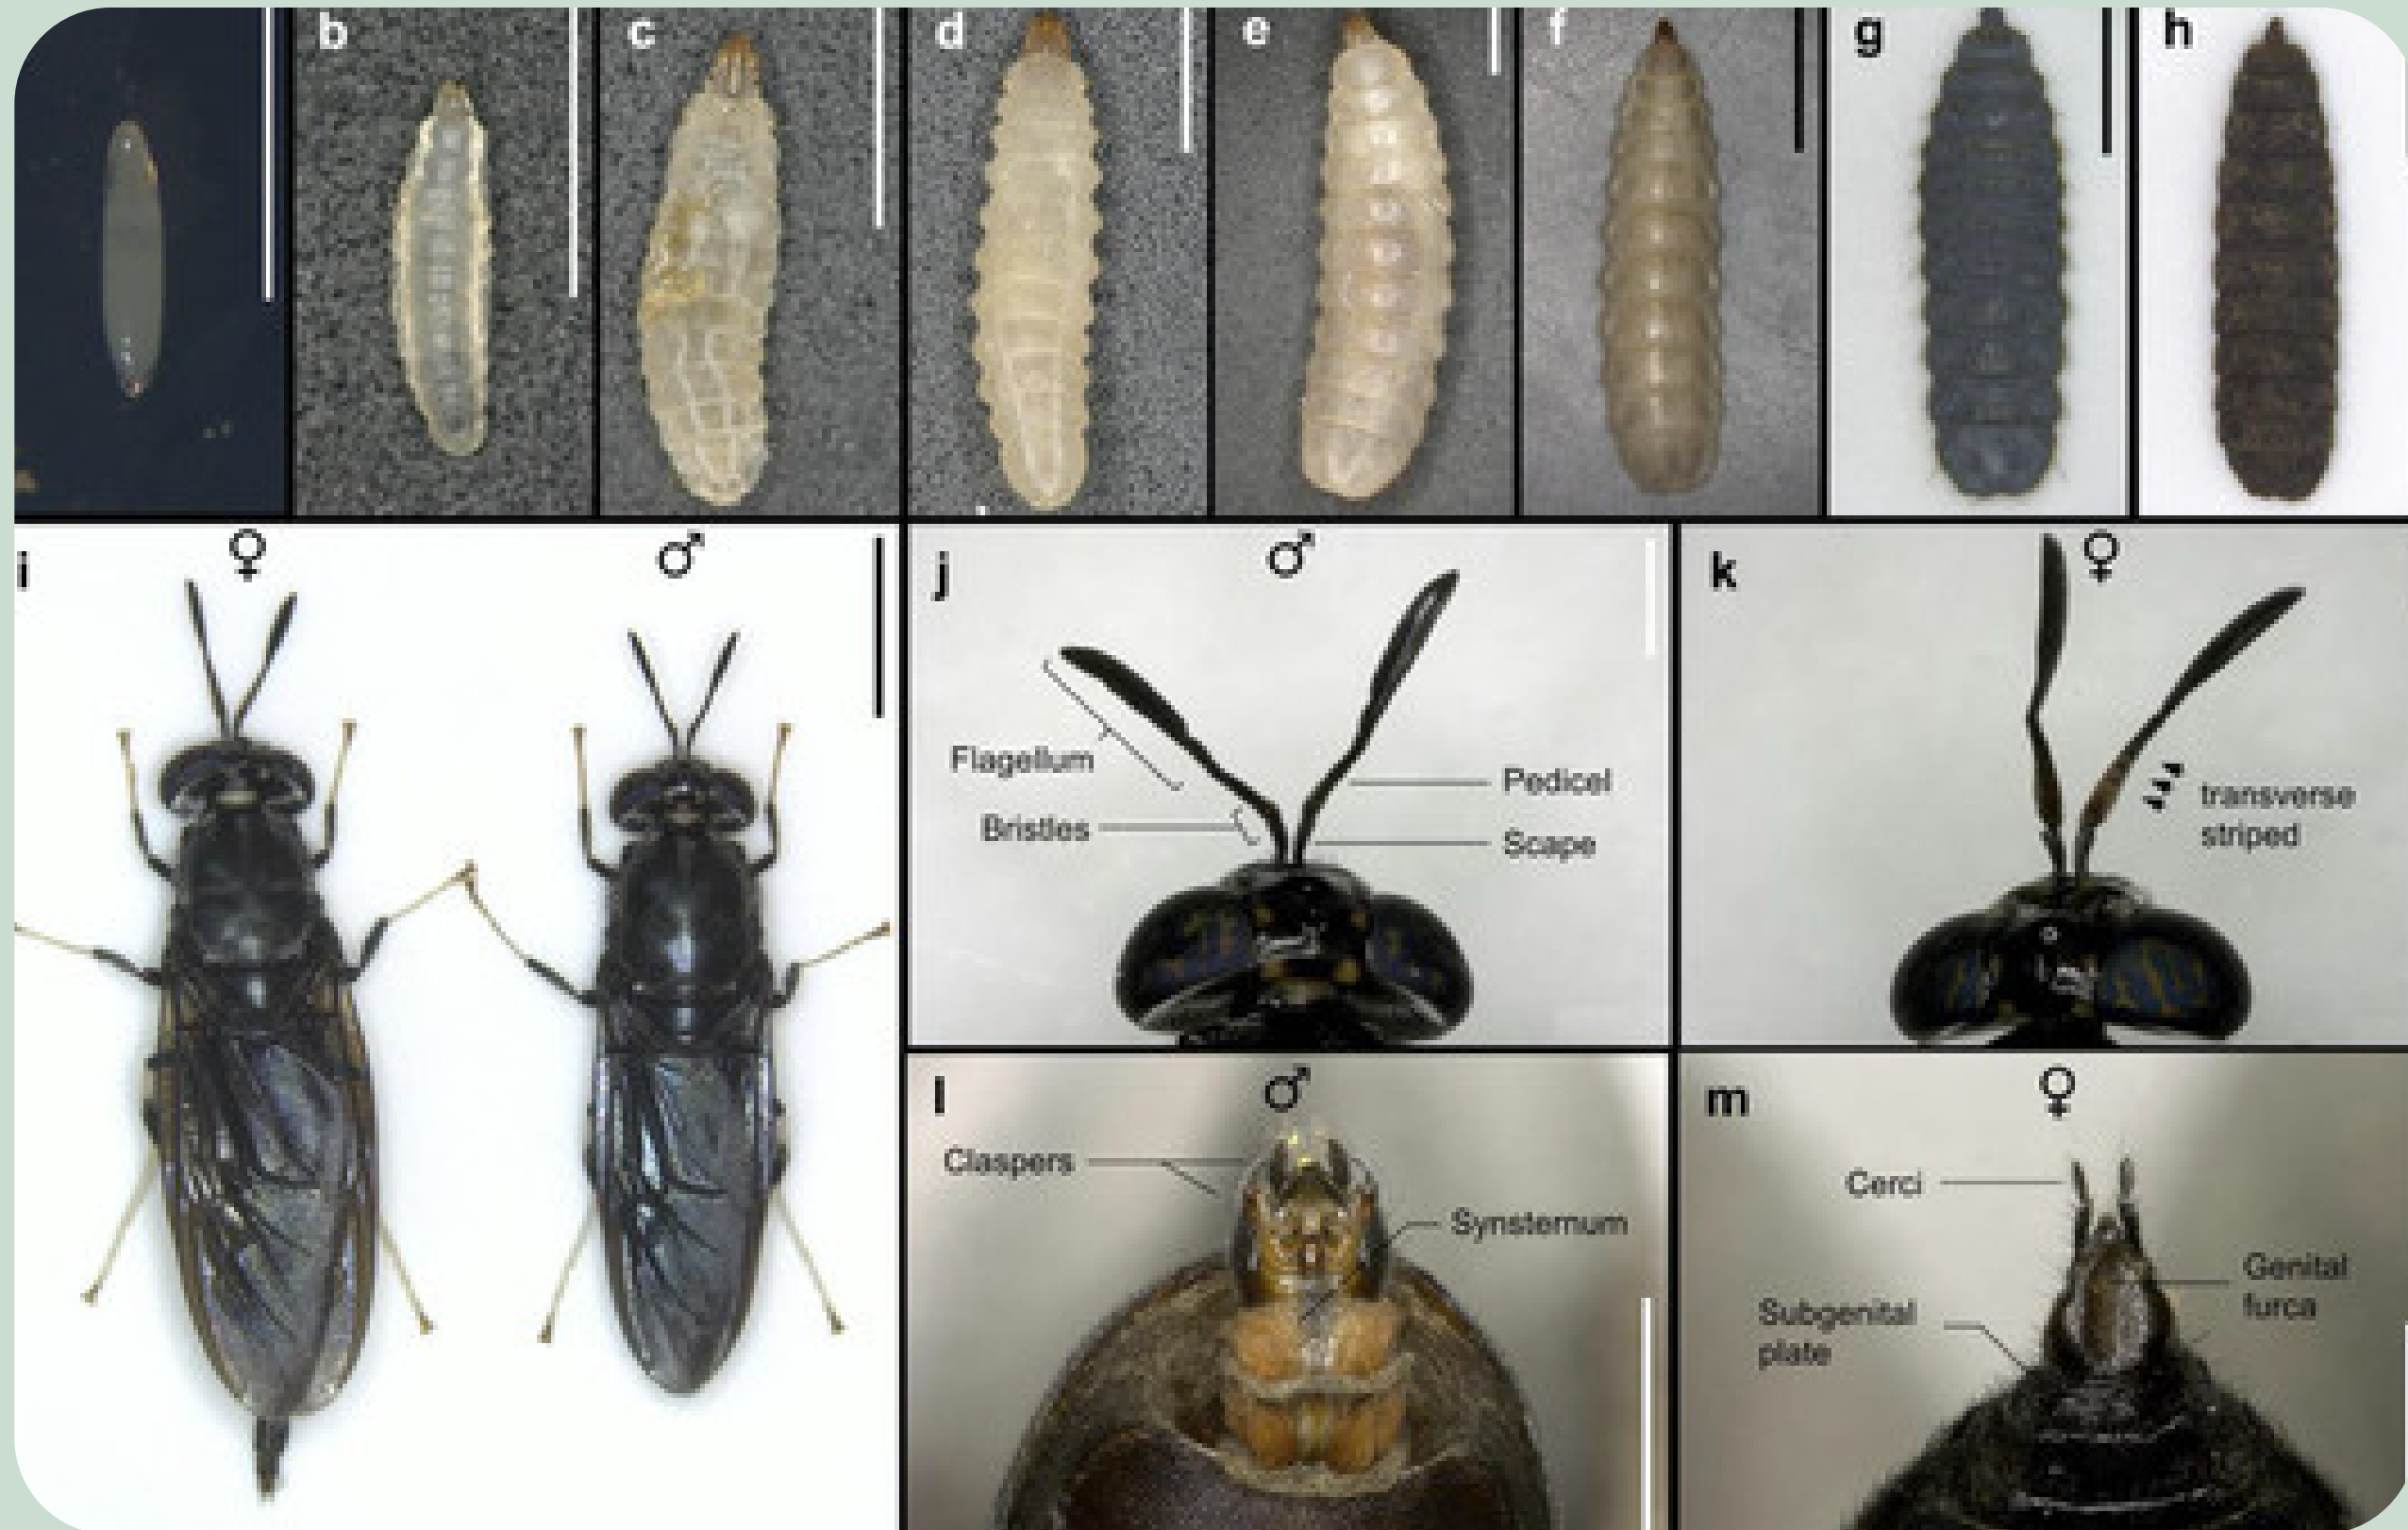 b
c
d
e
f
g
h
i
♀
♂
j
♂
Flagellum
Bristles
Pedicel
Scape
k
♀
transverse
striped
l
♂
Claspers
Synsternum
m
♀
Cerci
Genital
furca
Subgenital
plate